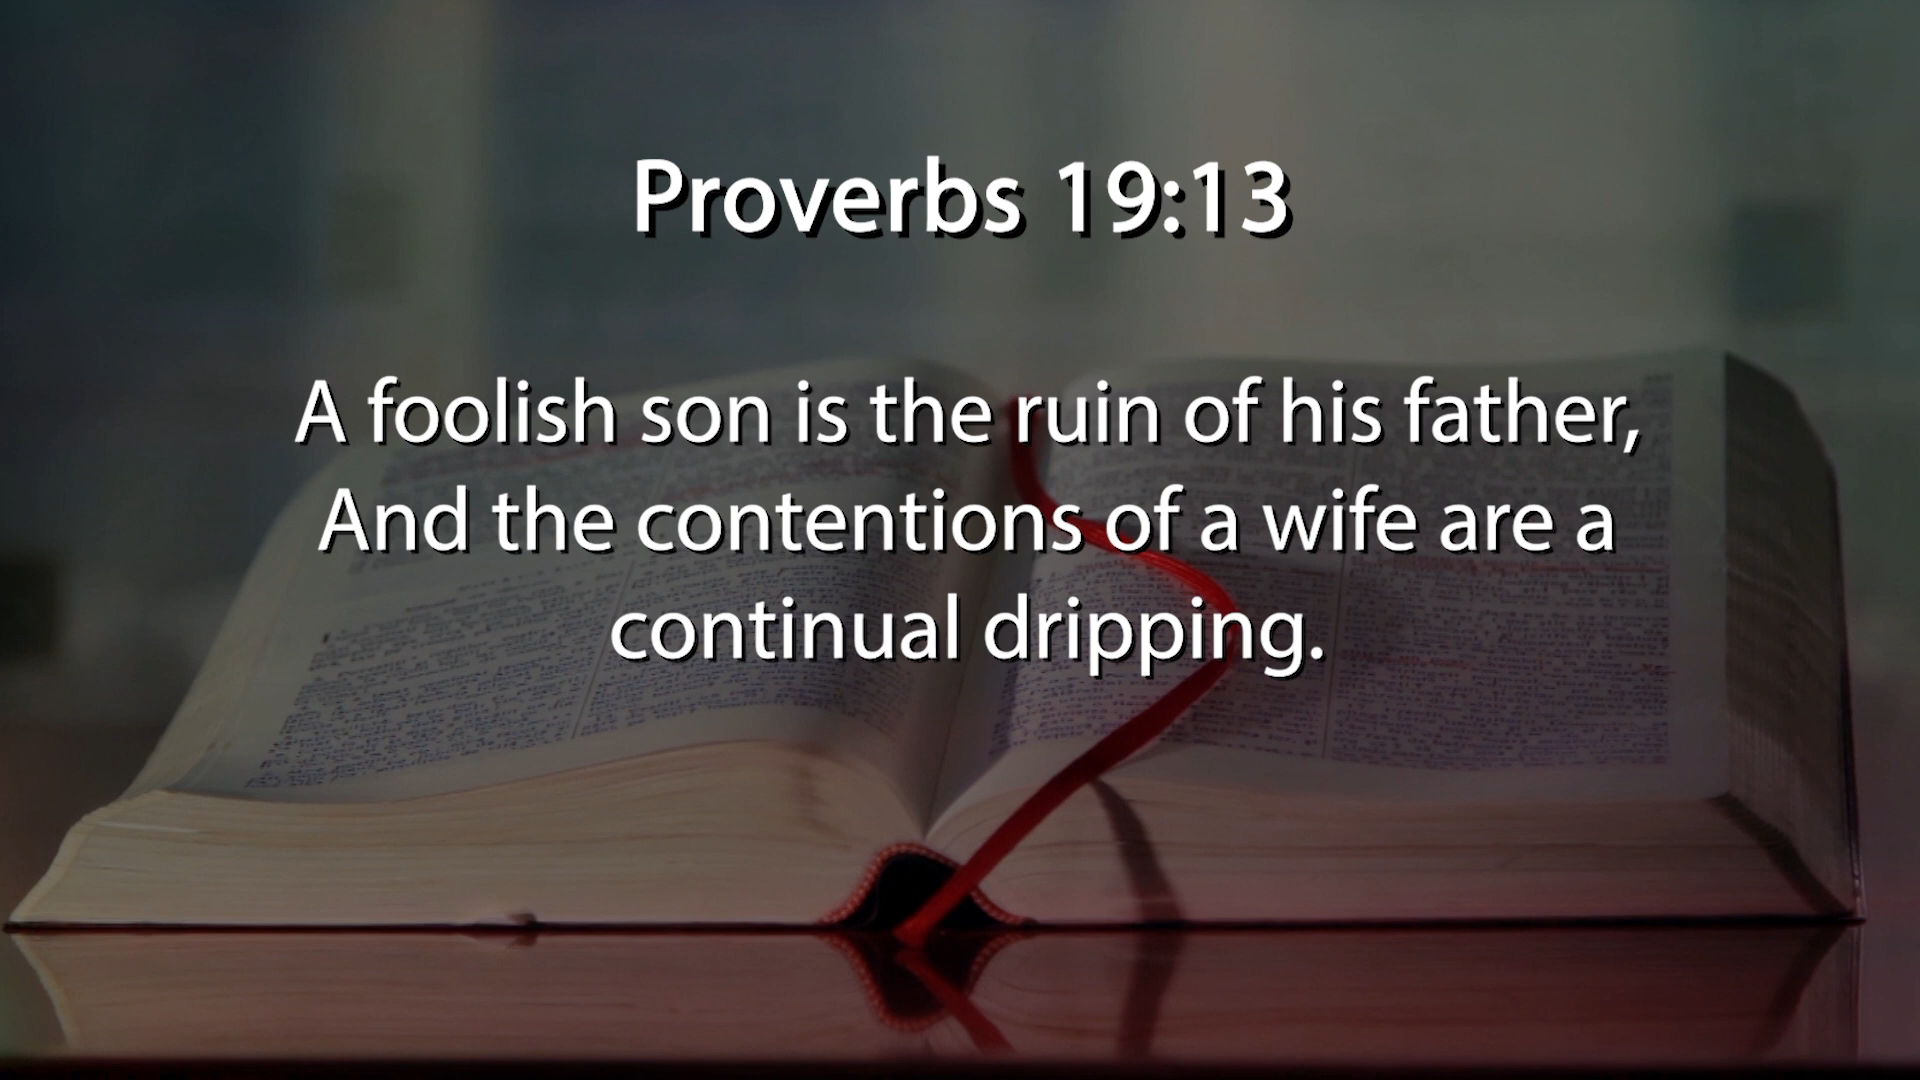 Proverbs 19:13
A foolish son is the ruin of his father,
And the contentions of a wife are a
continual dripping.